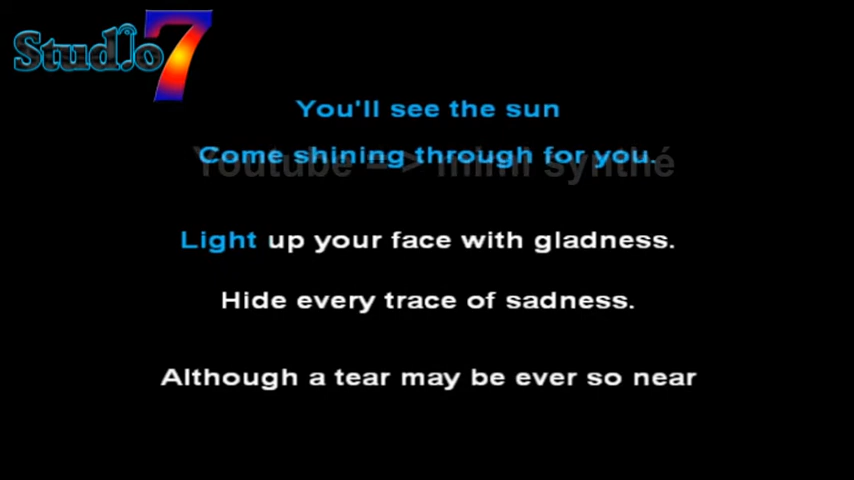 Studio 7
You'll see the sun
Come shining through for you.
Youtube => mimi synthé
Light up your face with gladness.
Hide every trace of sadness.
Although a tear may be ever so near